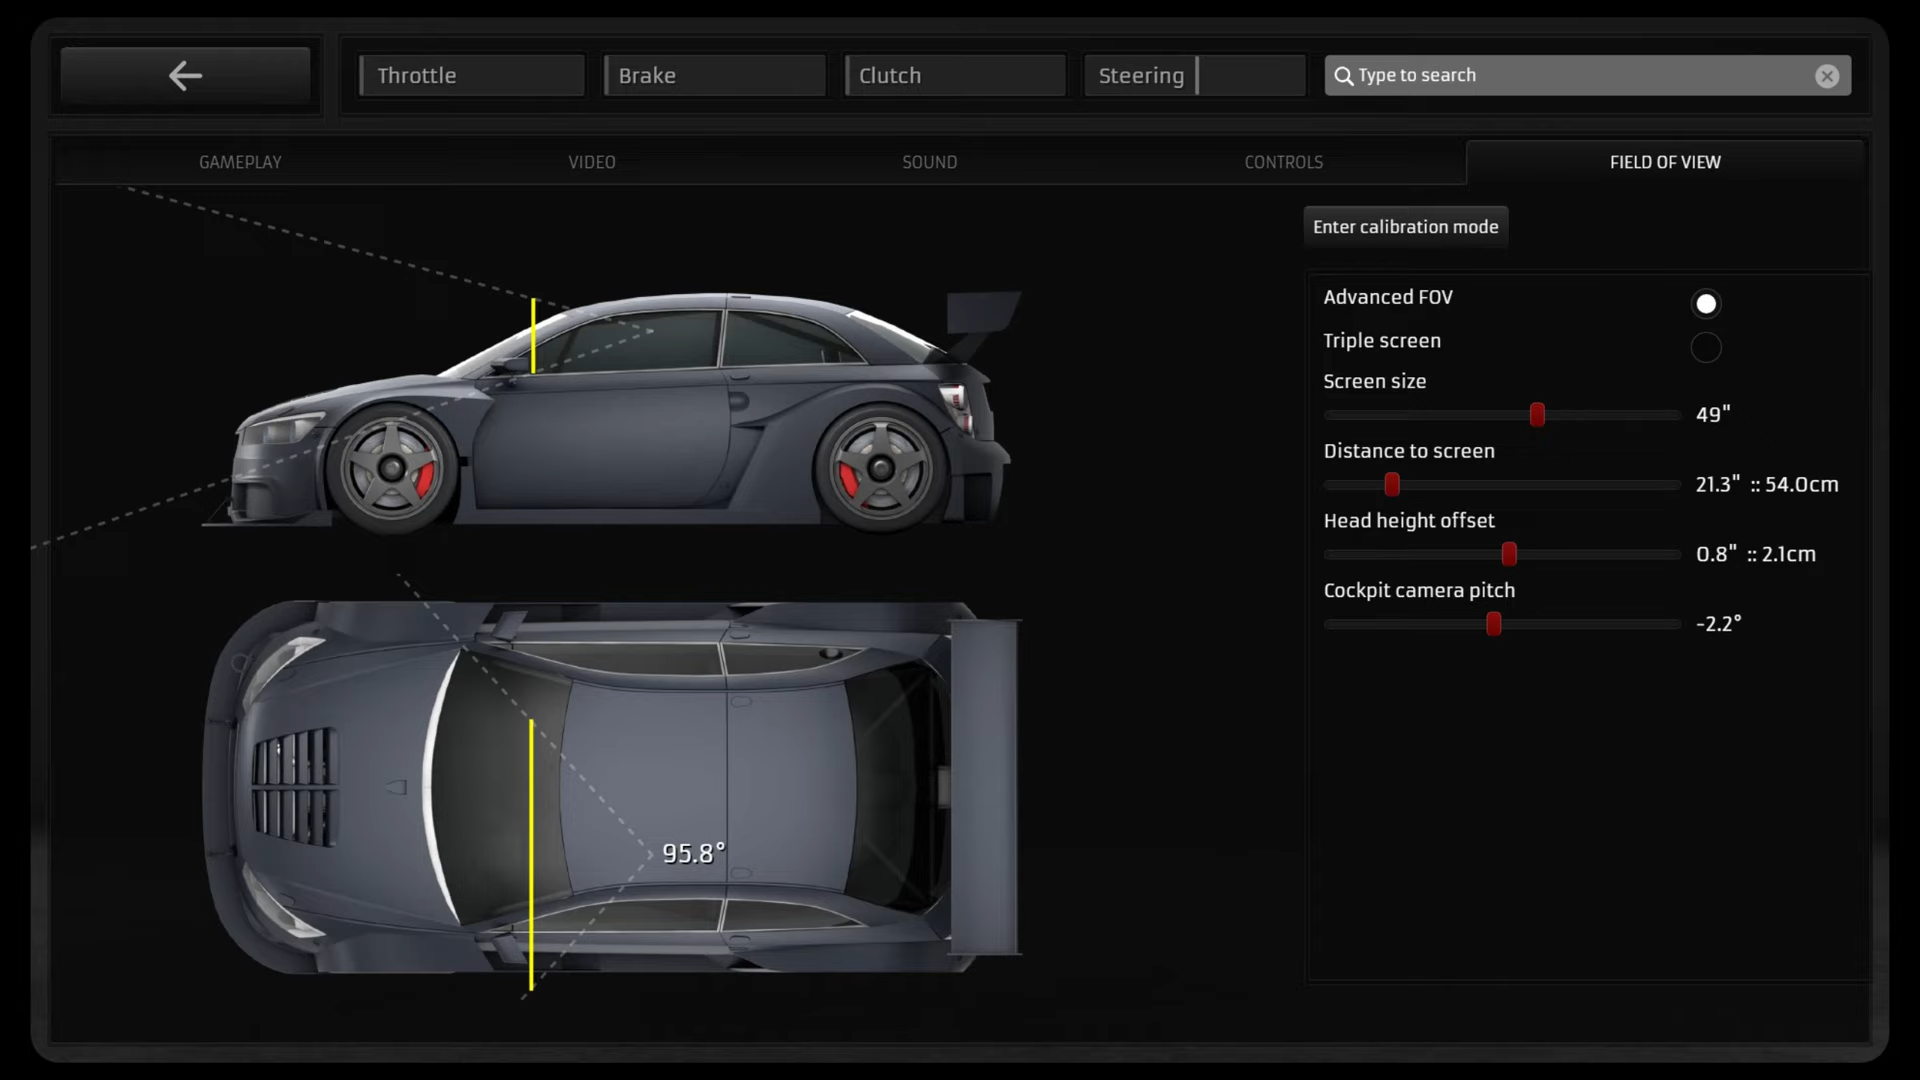 Throttle
Brake
Clutch
Steering
Type to search
GAMEPLAY
VIDEO
SOUND
CONTROLS
FIELD OF VIEW
Enter calibration mode
Advanced FOV
Triple screen
Screen size
49"
Distance to screen
21.3" :: 54.0cm
Head height offset
0.8" :: 2.1cm
Cockpit camera pitch
-2.2°
95.8°